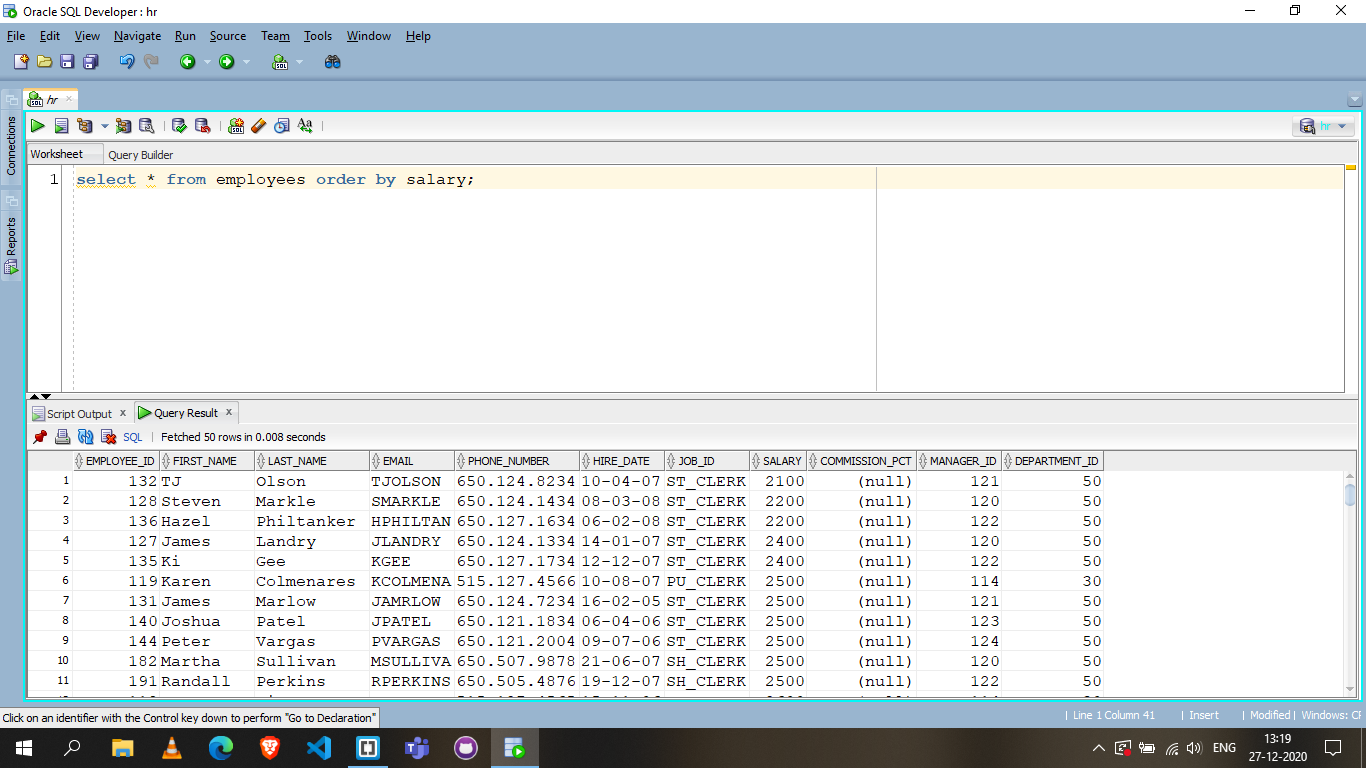 Oracle SQL Developer : hr
File Edit View Navigate Run Source Team Tools Window Help
hr
Connections
Reports
hr
Worksheet Query Builder
1 select * from employees order by salary;
Script Output x Query Result x
SQL | Fetched 50 rows in 0.008 seconds
EMPLOYEE_ID FIRST_NAME LAST_NAME EMAIL PHONE_NUMBER HIRE_DATE JOB_ID SALARY COMMISSION_PCT MANAGER_ID DEPARTMENT_ID
1 132 TJ Olson TJOLSON 650.124.8234 10-04-07 ST_CLERK 2100 (null) 121 50
2 128 Steven Markle SMARKLE 650.124.1434 08-03-08 ST_CLERK 2200 (null) 120 50
3 136 Hazel Philtanker HPHILTAN 650.127.1634 06-02-08 ST_CLERK 2200 (null) 122 50
4 127 James Landry JLANDRY 650.124.1334 14-01-07 ST_CLERK 2400 (null) 120 50
5 135 Ki Gee KGEE 650.127.1734 12-12-07 ST_CLERK 2400 (null) 122 50
6 119 Karen Colmenares KCOLMENA 515.127.4566 10-08-07 PU_CLERK 2500 (null) 114 30
7 131 James Marlow JAMRLOW 650.124.7234 16-02-05 ST_CLERK 2500 (null) 121 50
8 140 Joshua Patel JPATEL 650.121.1834 06-04-06 ST_CLERK 2500 (null) 123 50
9 144 Peter Vargas PVARGAS 650.121.2004 09-07-06 ST_CLERK 2500 (null) 124 50
10 182 Martha Sullivan MSULLIVA 650.507.9878 21-06-07 SH_CLERK 2500 (null) 120 50
11 191 Randall Perkins RPERKINS 650.505.4876 19-12-07 SH_CLERK 2500 (null) 122 50
Click on an identifier with the Control key down to perform "Go to Declaration" | Line 1 Column 41 | Insert | Modified | Windows: CF
ENG 13:19
27-12-2020